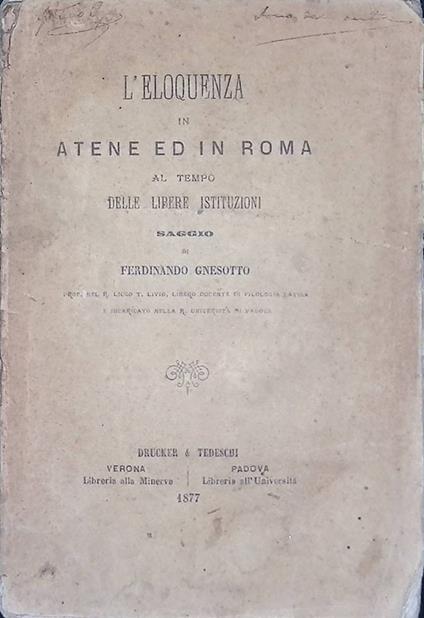 L'ELOQUENZA
IN
ATENE ED IN ROMA
AL TEMPO
DELLE LIBERE ISTITUZIONI
SAGGIO
DI
FERDINANDO GNESOTTO
PROF. NEL R. LICEO T. LIVIO, LIBERO DOCENTE DI FILOLOGIA LATINA
E INCARICATO NELLA R. UNIVERSITÀ DI PADOVA
DRUCKER & TEDESCHI
VERONA
Libreria alla Minerva
PADOVA
Libreria all'Università
1877